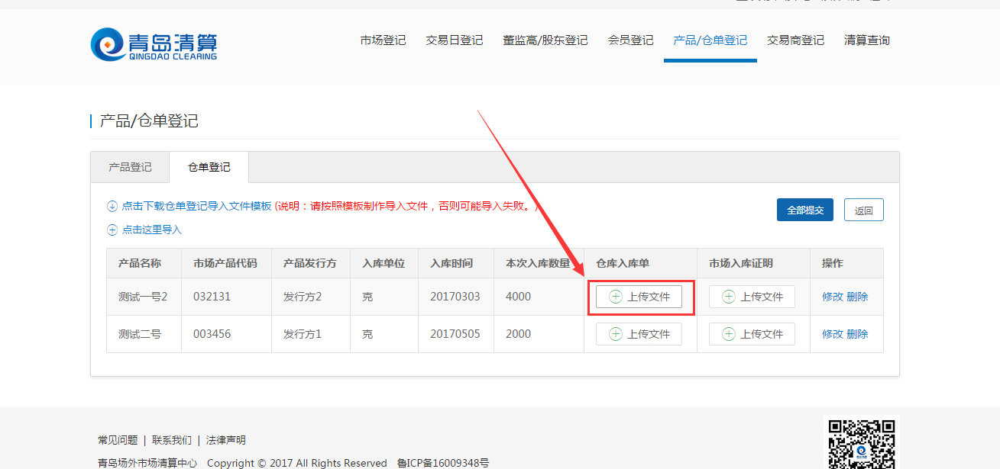 青岛清算
QINGDAO CLEARING
市场登记 交易日登记 董监高/股东登记 会员登记 产品/仓单登记 交易商登记 清算查询
产品/仓单登记
产品登记 仓单登记
点击下载仓单登记导入文件模板 (说明：请按照模板制作导入文件，否则可能导入失败。)
全部提交 返回
点击这里导入
产品名称 市场产品代码 产品发行方 入库单位 入库时间 本次入库数量 仓库入库单 市场入库证明 操作
测试一号2 032131 发行方2 克 20170303 4000 上传文件 上传文件 修改 删除
测试二号 003456 发行方1 克 20170505 2000 上传文件 上传文件 修改 删除
常见问题 | 联系我们 | 法律声明
青岛场外市场清算中心 Copyright © 2017 All Rights Reserved 鲁ICP备16009348号